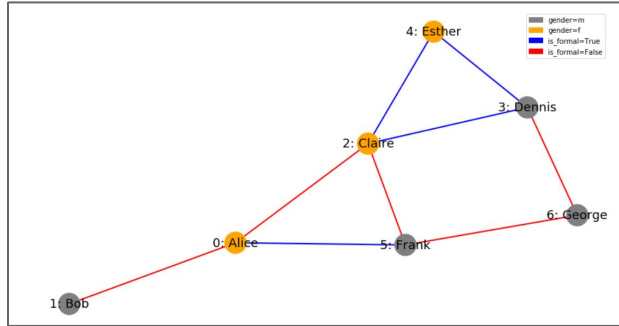 4: Esther
gender=m
gender=f
is_formal=True
is_formal=False
3: Dennis
2: Claire
6: George
0: Alice
5: Frank
1: Bob